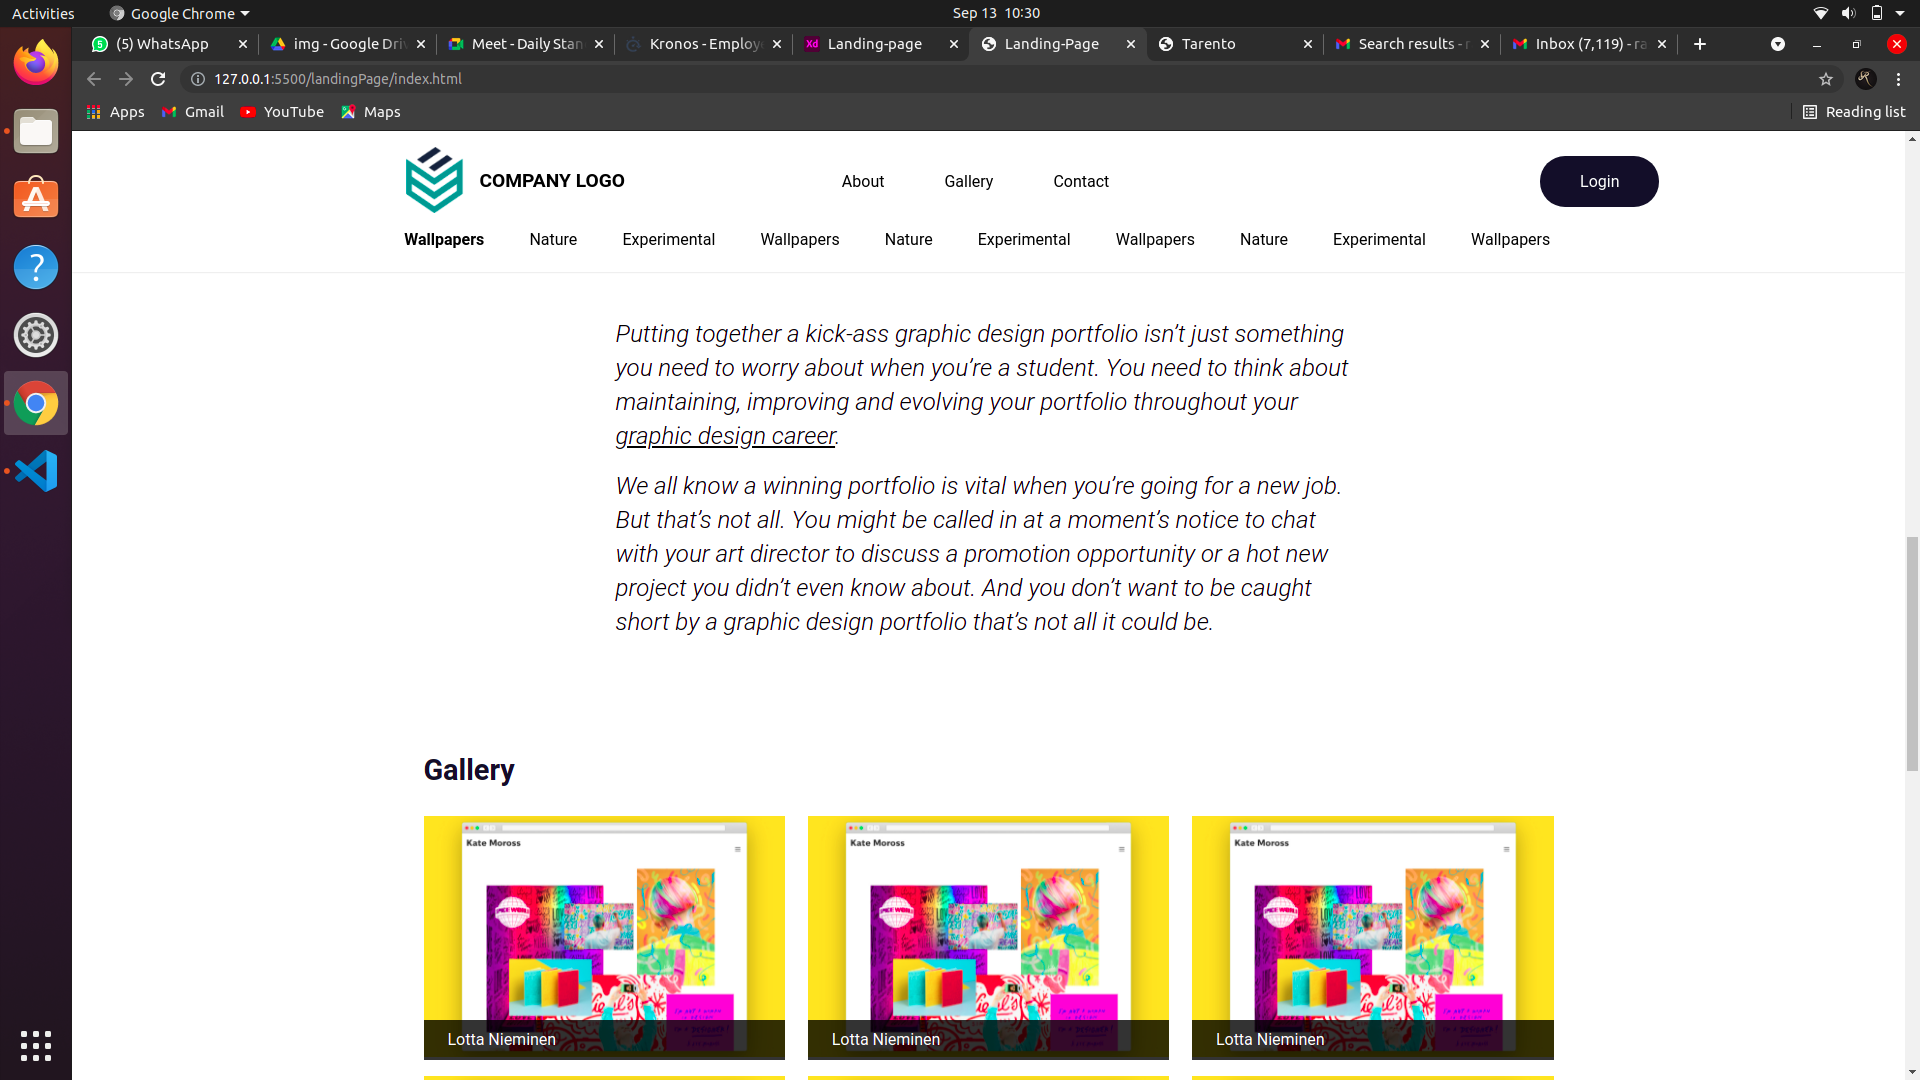 Activities
Google Chrome
Sep 13 10:30
(5) WhatsApp
img - Google Driv
Meet - Daily Stan
Kronos - Employ
Landing-page
Landing-Page
Tarento
Search results - r
Inbox (7,119) - ra
127.0.0.1:5500/landingPage/index.html
Apps
Gmail
YouTube
Maps
Reading list
COMPANY LOGO
About
Gallery
Contact
Login
Wallpapers
Nature
Experimental
Wallpapers
Nature
Experimental
Wallpapers
Nature
Experimental
Wallpapers
Putting together a kick-ass graphic design portfolio isn’t just something
you need to worry about when you’re a student. You need to think about
maintaining, improving and evolving your portfolio throughout your
graphic design career.
We all know a winning portfolio is vital when you’re going for a new job.
But that’s not all. You might be called in at a moment’s notice to chat
with your art director to discuss a promotion opportunity or a hot new
project you didn’t even know about. And you don’t want to be caught
short by a graphic design portfolio that’s not all it could be.
Gallery
Kate Moross
Kate Moross
Kate Moross
Lotta Nieminen
Lotta Nieminen
Lotta Nieminen